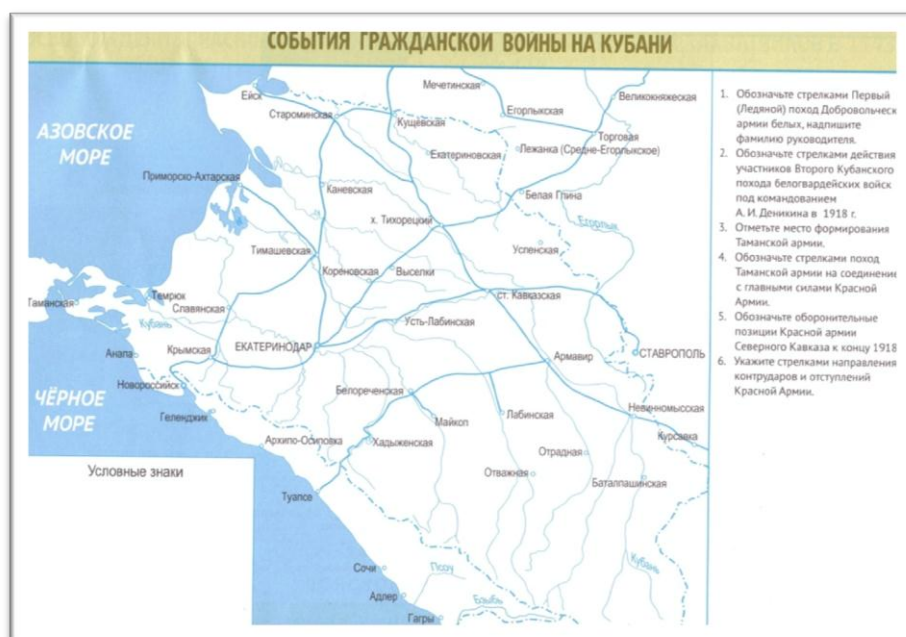 СОБЫТИЯ ГРАЖДАНСКОЙ ВОЙНЫ НА КУБАНИ
АЗОВСКОЕ
МОРЕ
ЧЁРНОЕ
МОРЕ
Ейск
Староминская
Кущевская
Мечетинская
Егорлыкская
Великокняжеская
Торговая
Екатериновская
Лежанка (Средне-Егорлыкское)
Приморско-Ахтарская
Каневская
Белая Глина
х. Тихорецкий
Егорлык
Тимашевская
Успенская
Кореновская
Выселки
Таманская
Темрюк
Славянская
ст. Кавказская
Кубань
Усть-Лабинская
ЕКАТЕРИНОДАР
Крымская
Анапа
СТАВРОПОЛЬ
Армавир
Новороссийск
Белореченская
Геленджик
Майкоп
Лабинская
Невинномысская
Курсавка
Архипо-Осиповка
Хадыженская
Отрадная
Отважная
Баталпашинская
Туапсе
Сочи
Псоу
Кубань
Адлер
Бзыбь
Гагры
Условные знаки
1. Обозначьте стрелками Первый
(Ледяной) поход Добровольческ
армии белых, надпишите
фамилию руководителя.
2. Обозначьте стрелками действия
участников Второго Кубанского
похода белогвардейских войск
под командованием
А. И. Деникина в 1918 г.
3. Отметьте место формирования
Таманской армии.
4. Обозначьте стрелками поход
Таманской армии на соединение
с главными силами Красной
Армии.
5. Обозначьте оборонительные
позиции Красной армии
Северного Кавказа к концу 1918
6. Укажите стрелками направления
контрударов и отступлений
Красной Армии.